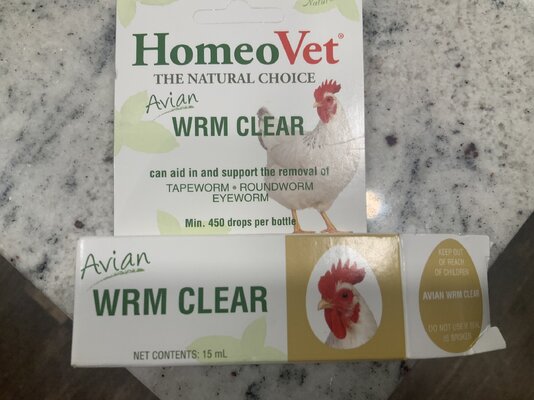 HomeoVet®
THE NATURAL CHOICE
Avian
WRM CLEAR
can aid in and support the removal of
TAPEWORM • ROUNDWORM
EYEWORM
Min. 450 drops per bottle
Avian
WRM CLEAR
NET CONTENTS: 15 mL
KEEP OUT
OF REACH
OF CHILDREN
AVIAN WRM CLEAR
DO NOT USE IF SEAL
IS BROKEN